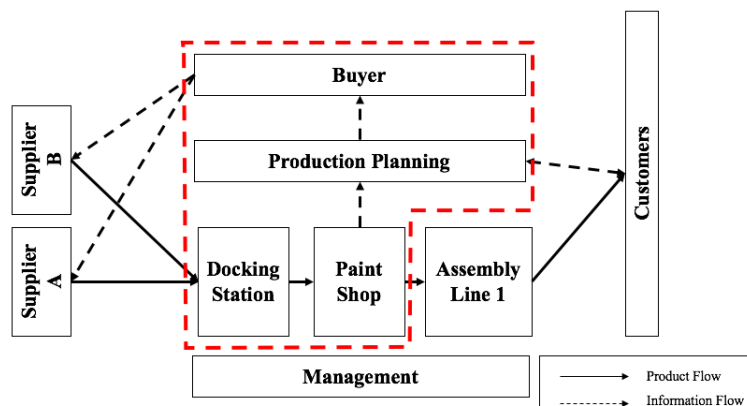 Buyer
Production Planning
Supplier
B
Supplier
A
Docking
Station
Paint
Shop
Assembly
Line 1
Customers
Management
Product Flow
Information Flow